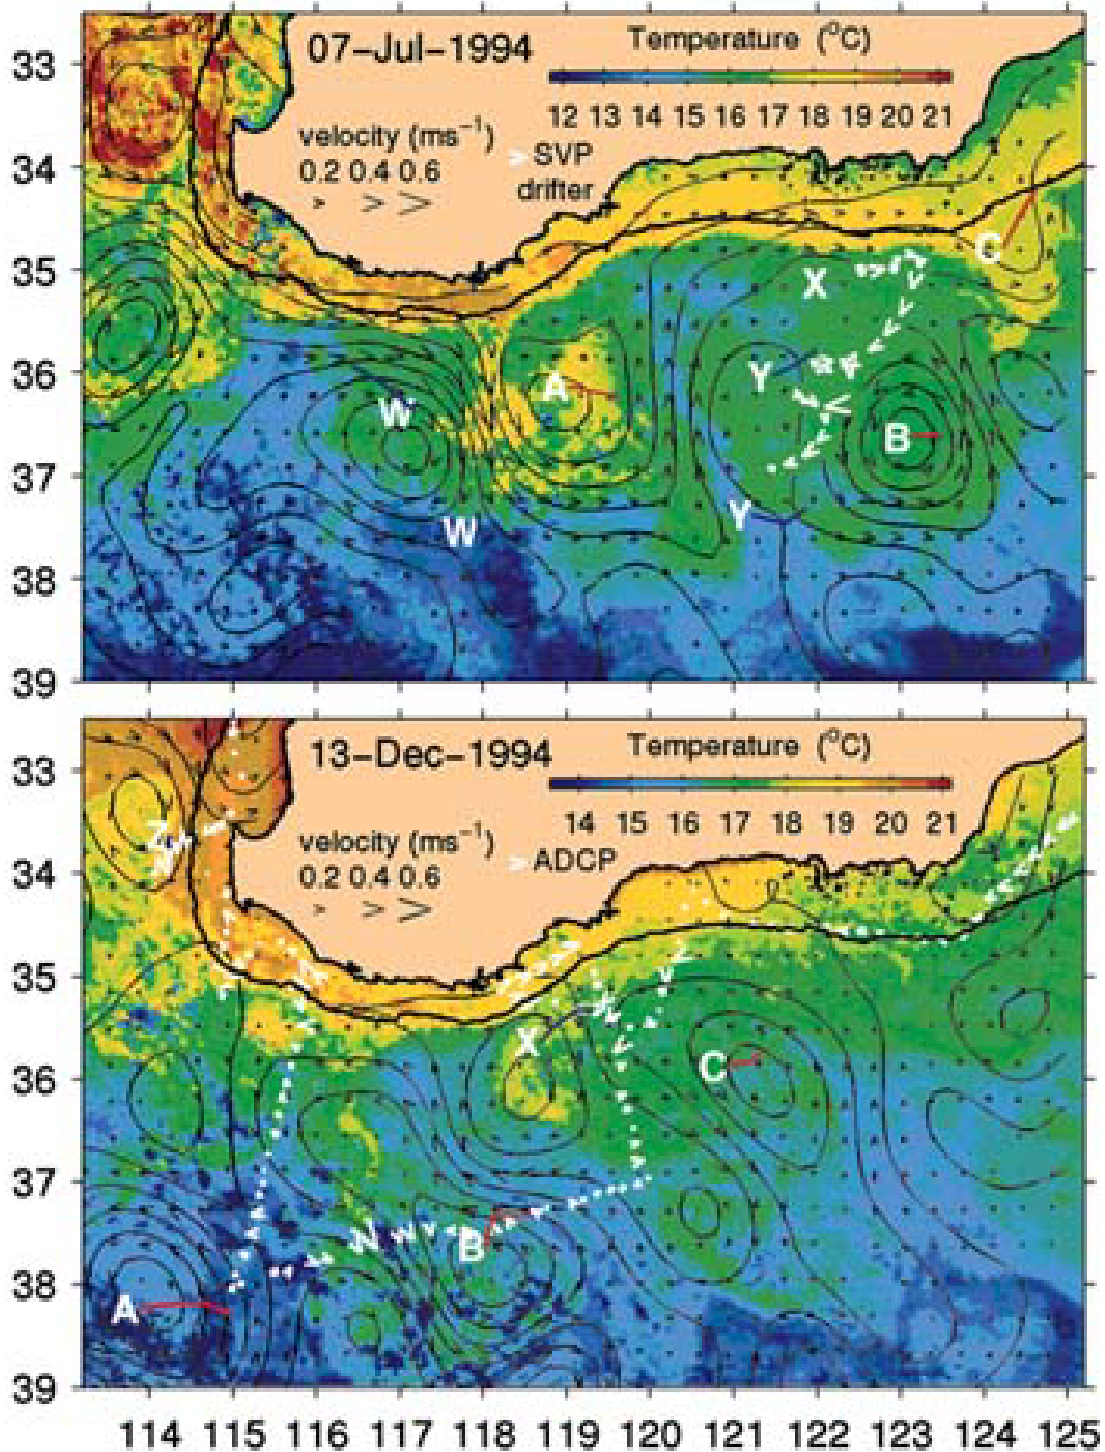 07-Jul-1994
Temperature (°C)
12 13 14 15 16 17 18 19 20 21
velocity (ms⁻¹)
0.2 0.4 0.6
> > >
> SVP
drifter
33
34
35
36
37
38
39
C
X
Y
A
W
B
Y
W
13-Dec-1994
Temperature (°C)
14 15 16 17 18 19 20 21
velocity (ms⁻¹)
0.2 0.4 0.6
> > >
> ADCP
33
34
35
36
37
38
39
Z
X
C
B
A
114 115 116 117 118 119 120 121 122 123 124 125